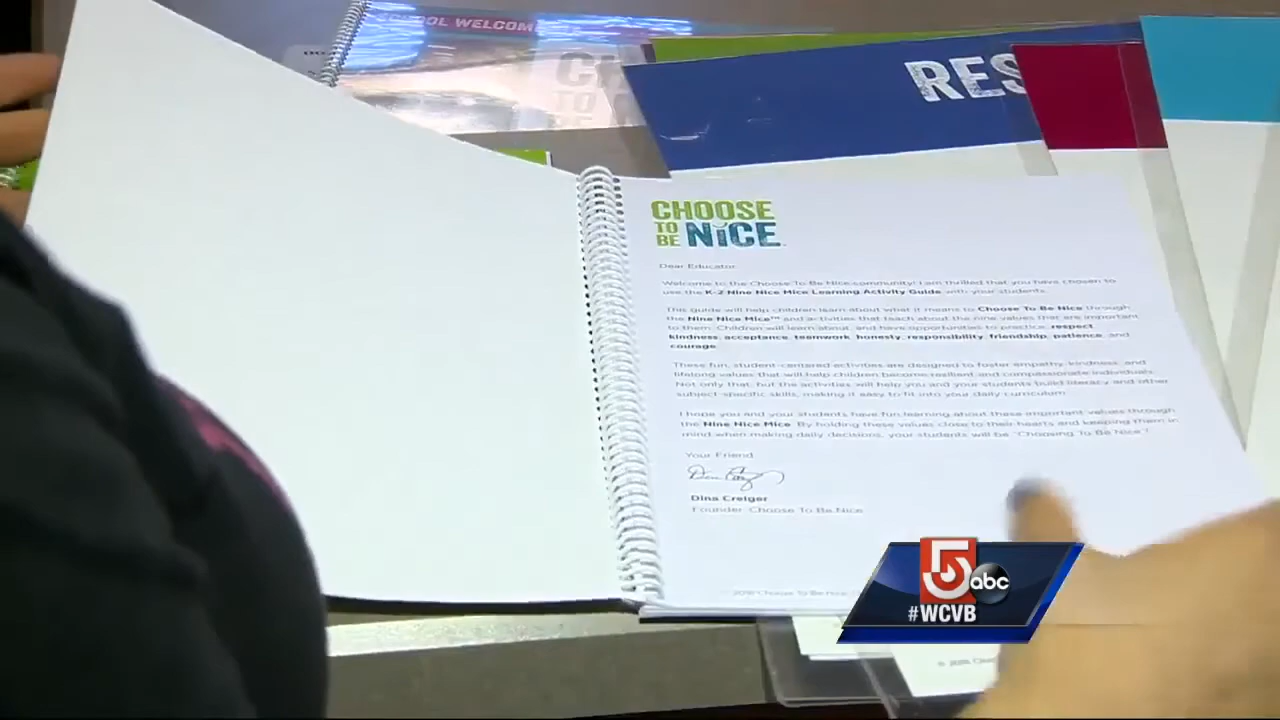 SCHOOL WELCOM
CH
TO
BE
RES
CHOOSE
TO
BE NiCE
Dear Educator
Welcome to the Choose To Be Nice community! I am thrilled that you have chosen to
use the K-2 Nine Nice Mice Learning Activity Guide with your students.
This guide will help children learn about what it means to Choose To Be Nice through
the Nine Nice Mice™ and activities that teach about the nine values that are important
to them. Children will learn about, and have opportunities to practice, respect,
kindness, acceptance, teamwork, honesty, responsibility, friendship, patience, and
courage.
These fun, student-centered activities are designed to foster empathy, kindness, and
lifelong values that will help children become resilient and compassionate individuals.
Not only that, but the activities will help you and your students build literacy and other
subject-specific skills, making it easy to fit into your daily curriculum.
I hope you and your students have fun learning about these important values through
the Nine Nice Mice. By holding these values close to their hearts and keeping them in
mind when making daily decisions, your students will be "Choosing To Be Nice"!
Your Friend
Dina Creiger
Founder Choose To Be Nice
Choose To Be Nice
5 abc
#WCVB